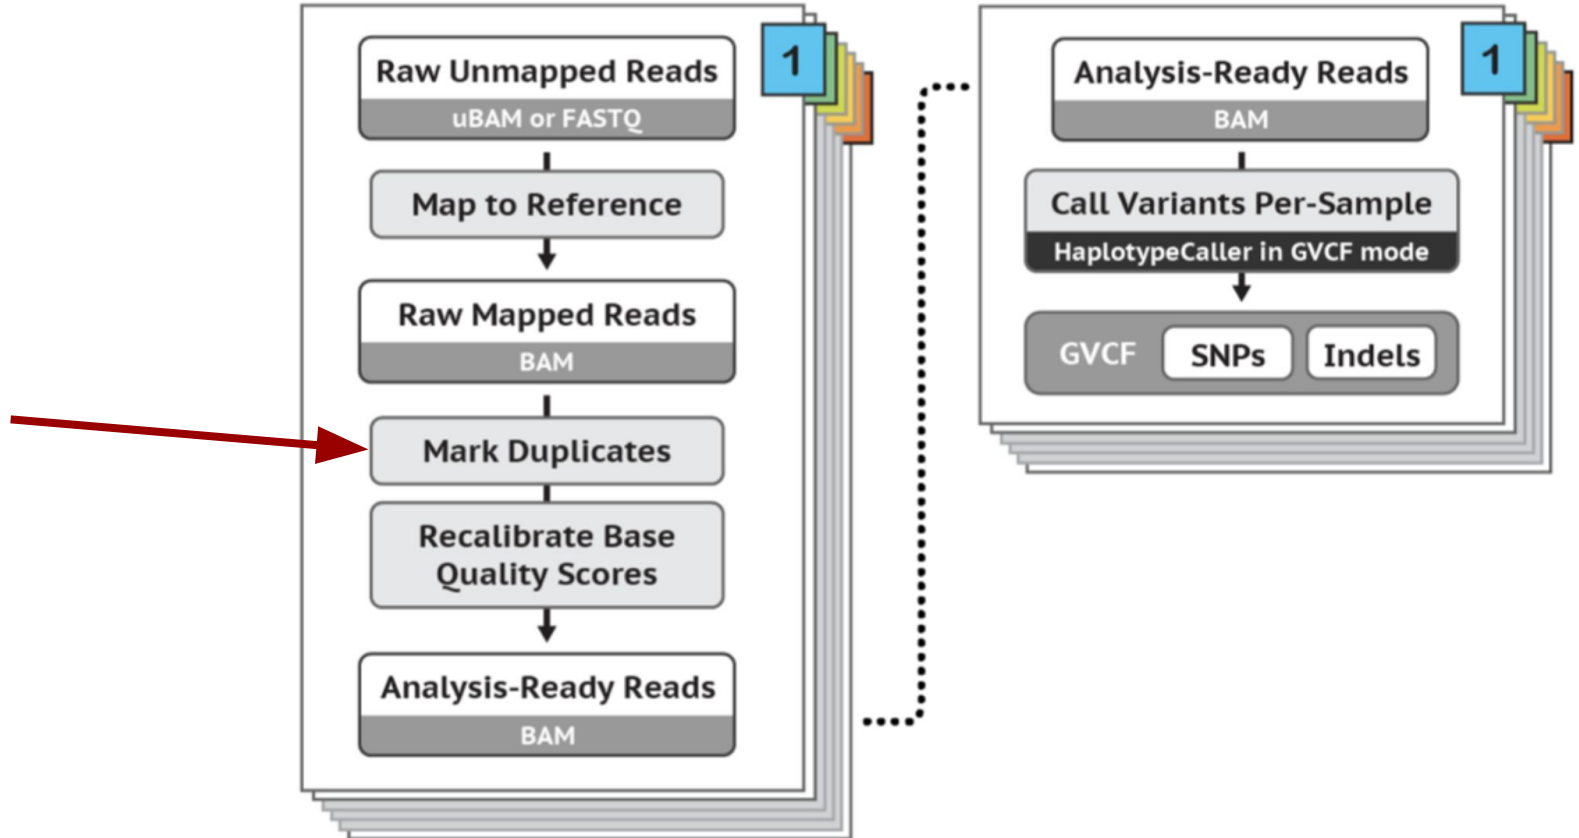 1
Raw Unmapped Reads
uBAM or FASTQ
Map to Reference
Raw Mapped Reads
BAM
Mark Duplicates
Recalibrate Base
Quality Scores
Analysis-Ready Reads
BAM
1
Analysis-Ready Reads
BAM
Call Variants Per-Sample
HaplotypeCaller in GVCF mode
GVCF SNPs Indels